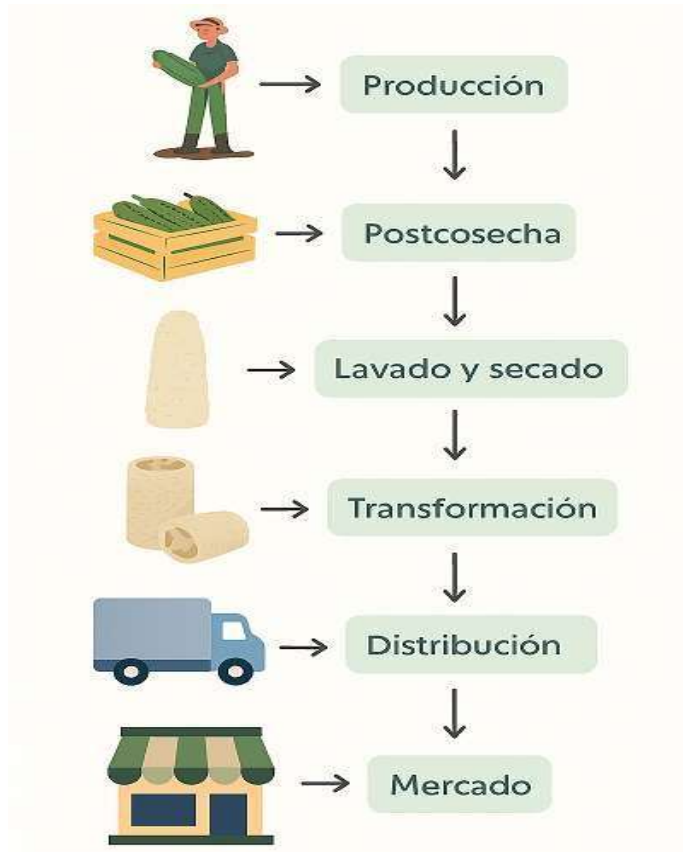 Producción
Postcosecha
Lavado y secado
Transformación
Distribución
Mercado